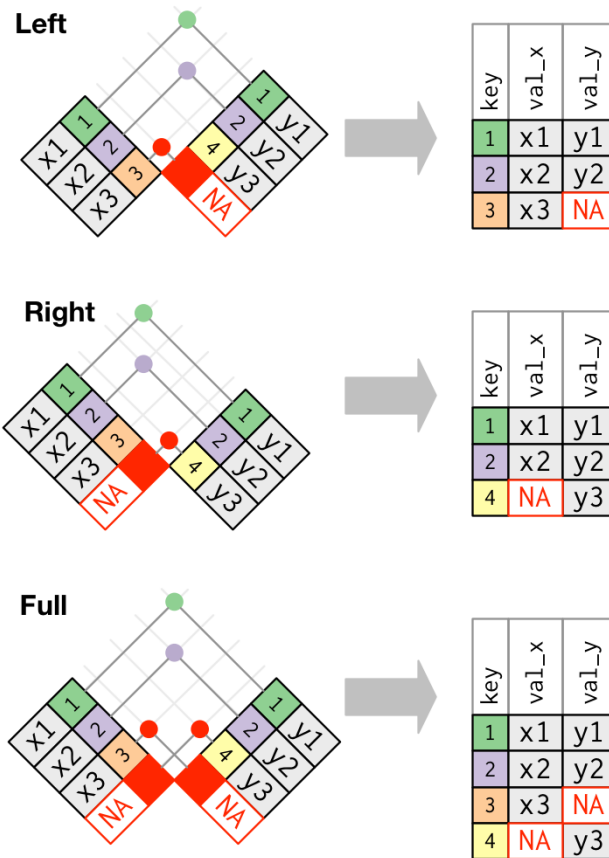 Left
1 x1
2 x2
3 x3
1 y1
2 y2
4 y3
NA
key val_x val_y
1 x1 y1
2 x2 y2
3 x3 NA
Right
1 x1
2 x2
3 x3
NA
1 y1
2 y2
4 y3
key val_x val_y
1 x1 y1
2 x2 y2
4 NA y3
Full
1 x1
2 x2
3 x3
NA
1 y1
2 y2
4 y3
NA
key val_x val_y
1 x1 y1
2 x2 y2
3 x3 NA
4 NA y3